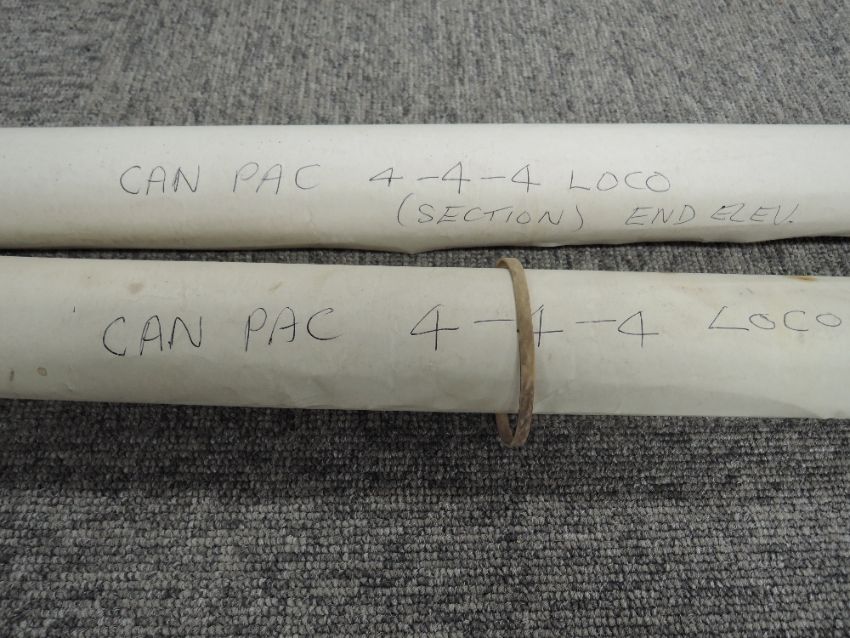 CAN PAC 4-4-4 LOCO
(SECTION) END ELEV.
CAN PAC 4-4-4 LOCO